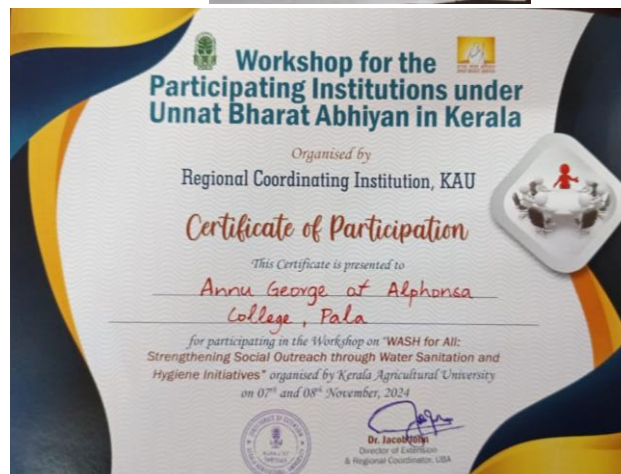 Workshop for the
Participating Institutions under
Unnat Bharat Abhiyan in Kerala
Organised by
Regional Coordinating Institution, KAU
Certificate of Participation
This Certificate is presented to
Annu George at Alphonsa
College, Pala
for participating in the Workshop on "WASH for All:
Strengthening Social Outreach through Water Sanitation and
Hygiene Initiatives" organised by Kerala Agricultural University
on 07th and 08th November, 2024
Dr. Jacob John
Director of Extension
& Regional Coordinator, UBA